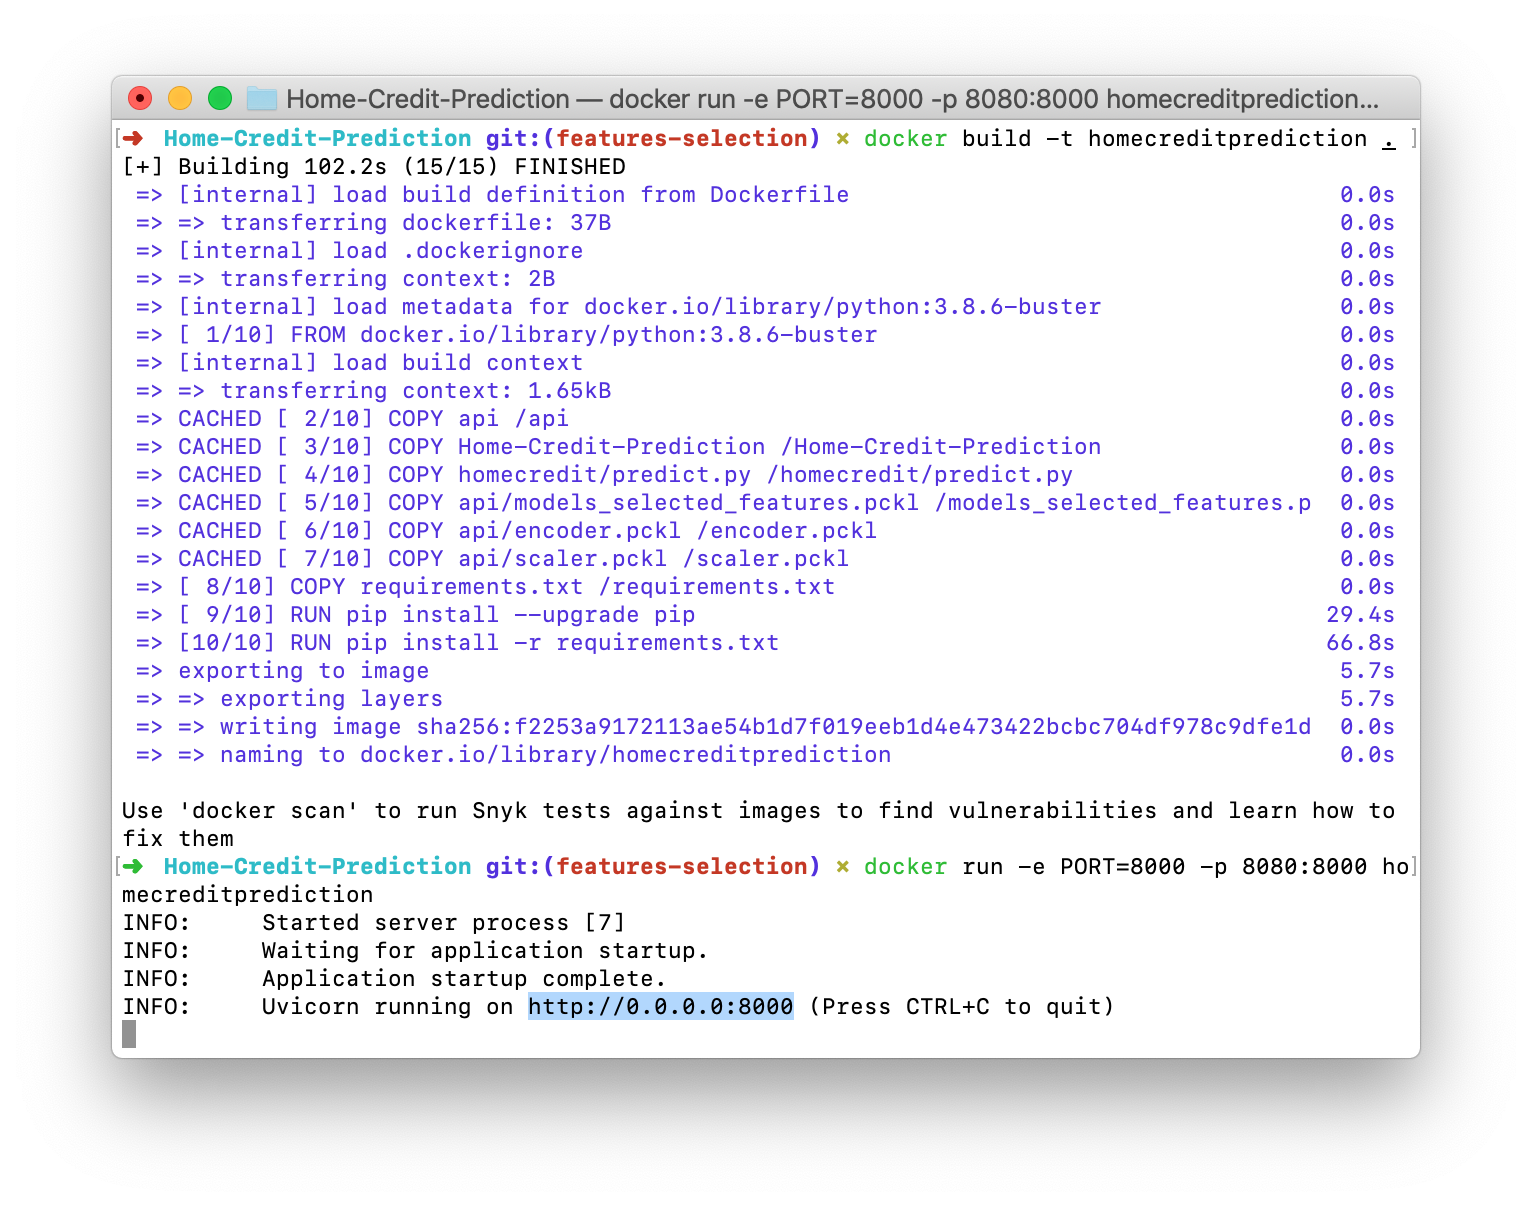 Home-Credit-Prediction — docker run -e PORT=8000 -p 8080:8000 homecreditprediction...
[➜  Home-Credit-Prediction git:(features-selection) ✗ docker build -t homecreditprediction . ]
[+] Building 102.2s (15/15) FINISHED
=> [internal] load build definition from Dockerfile 0.0s
=> => transferring dockerfile: 37B 0.0s
=> [internal] load .dockerignore 0.0s
=> => transferring context: 2B 0.0s
=> [internal] load metadata for docker.io/library/python:3.8.6-buster 0.0s
=> [ 1/10] FROM docker.io/library/python:3.8.6-buster 0.0s
=> [internal] load build context 0.0s
=> => transferring context: 1.65kB 0.0s
=> CACHED [ 2/10] COPY api /api 0.0s
=> CACHED [ 3/10] COPY Home-Credit-Prediction /Home-Credit-Prediction 0.0s
=> CACHED [ 4/10] COPY homecredit/predict.py /homecredit/predict.py 0.0s
=> CACHED [ 5/10] COPY api/models_selected_features.pckl /models_selected_features.p 0.0s
=> CACHED [ 6/10] COPY api/encoder.pckl /encoder.pckl 0.0s
=> CACHED [ 7/10] COPY api/scaler.pckl /scaler.pckl 0.0s
=> [ 8/10] COPY requirements.txt /requirements.txt 0.0s
=> [ 9/10] RUN pip install --upgrade pip 29.4s
=> [10/10] RUN pip install -r requirements.txt 66.8s
=> exporting to image 5.7s
=> => exporting layers 5.7s
=> => writing image sha256:f2253a9172113ae54b1d7f019eeb1d4e473422bcbc704df978c9dfe1d 0.0s
=> => naming to docker.io/library/homecreditprediction 0.0s
Use 'docker scan' to run Snyk tests against images to find vulnerabilities and learn how to
fix them
[➜  Home-Credit-Prediction git:(features-selection) ✗ docker run -e PORT=8000 -p 8080:8000 ho]
mecreditprediction
INFO:     Started server process [7]
INFO:     Waiting for application startup.
INFO:     Application startup complete.
INFO:     Uvicorn running on http://0.0.0.0:8000 (Press CTRL+C to quit)